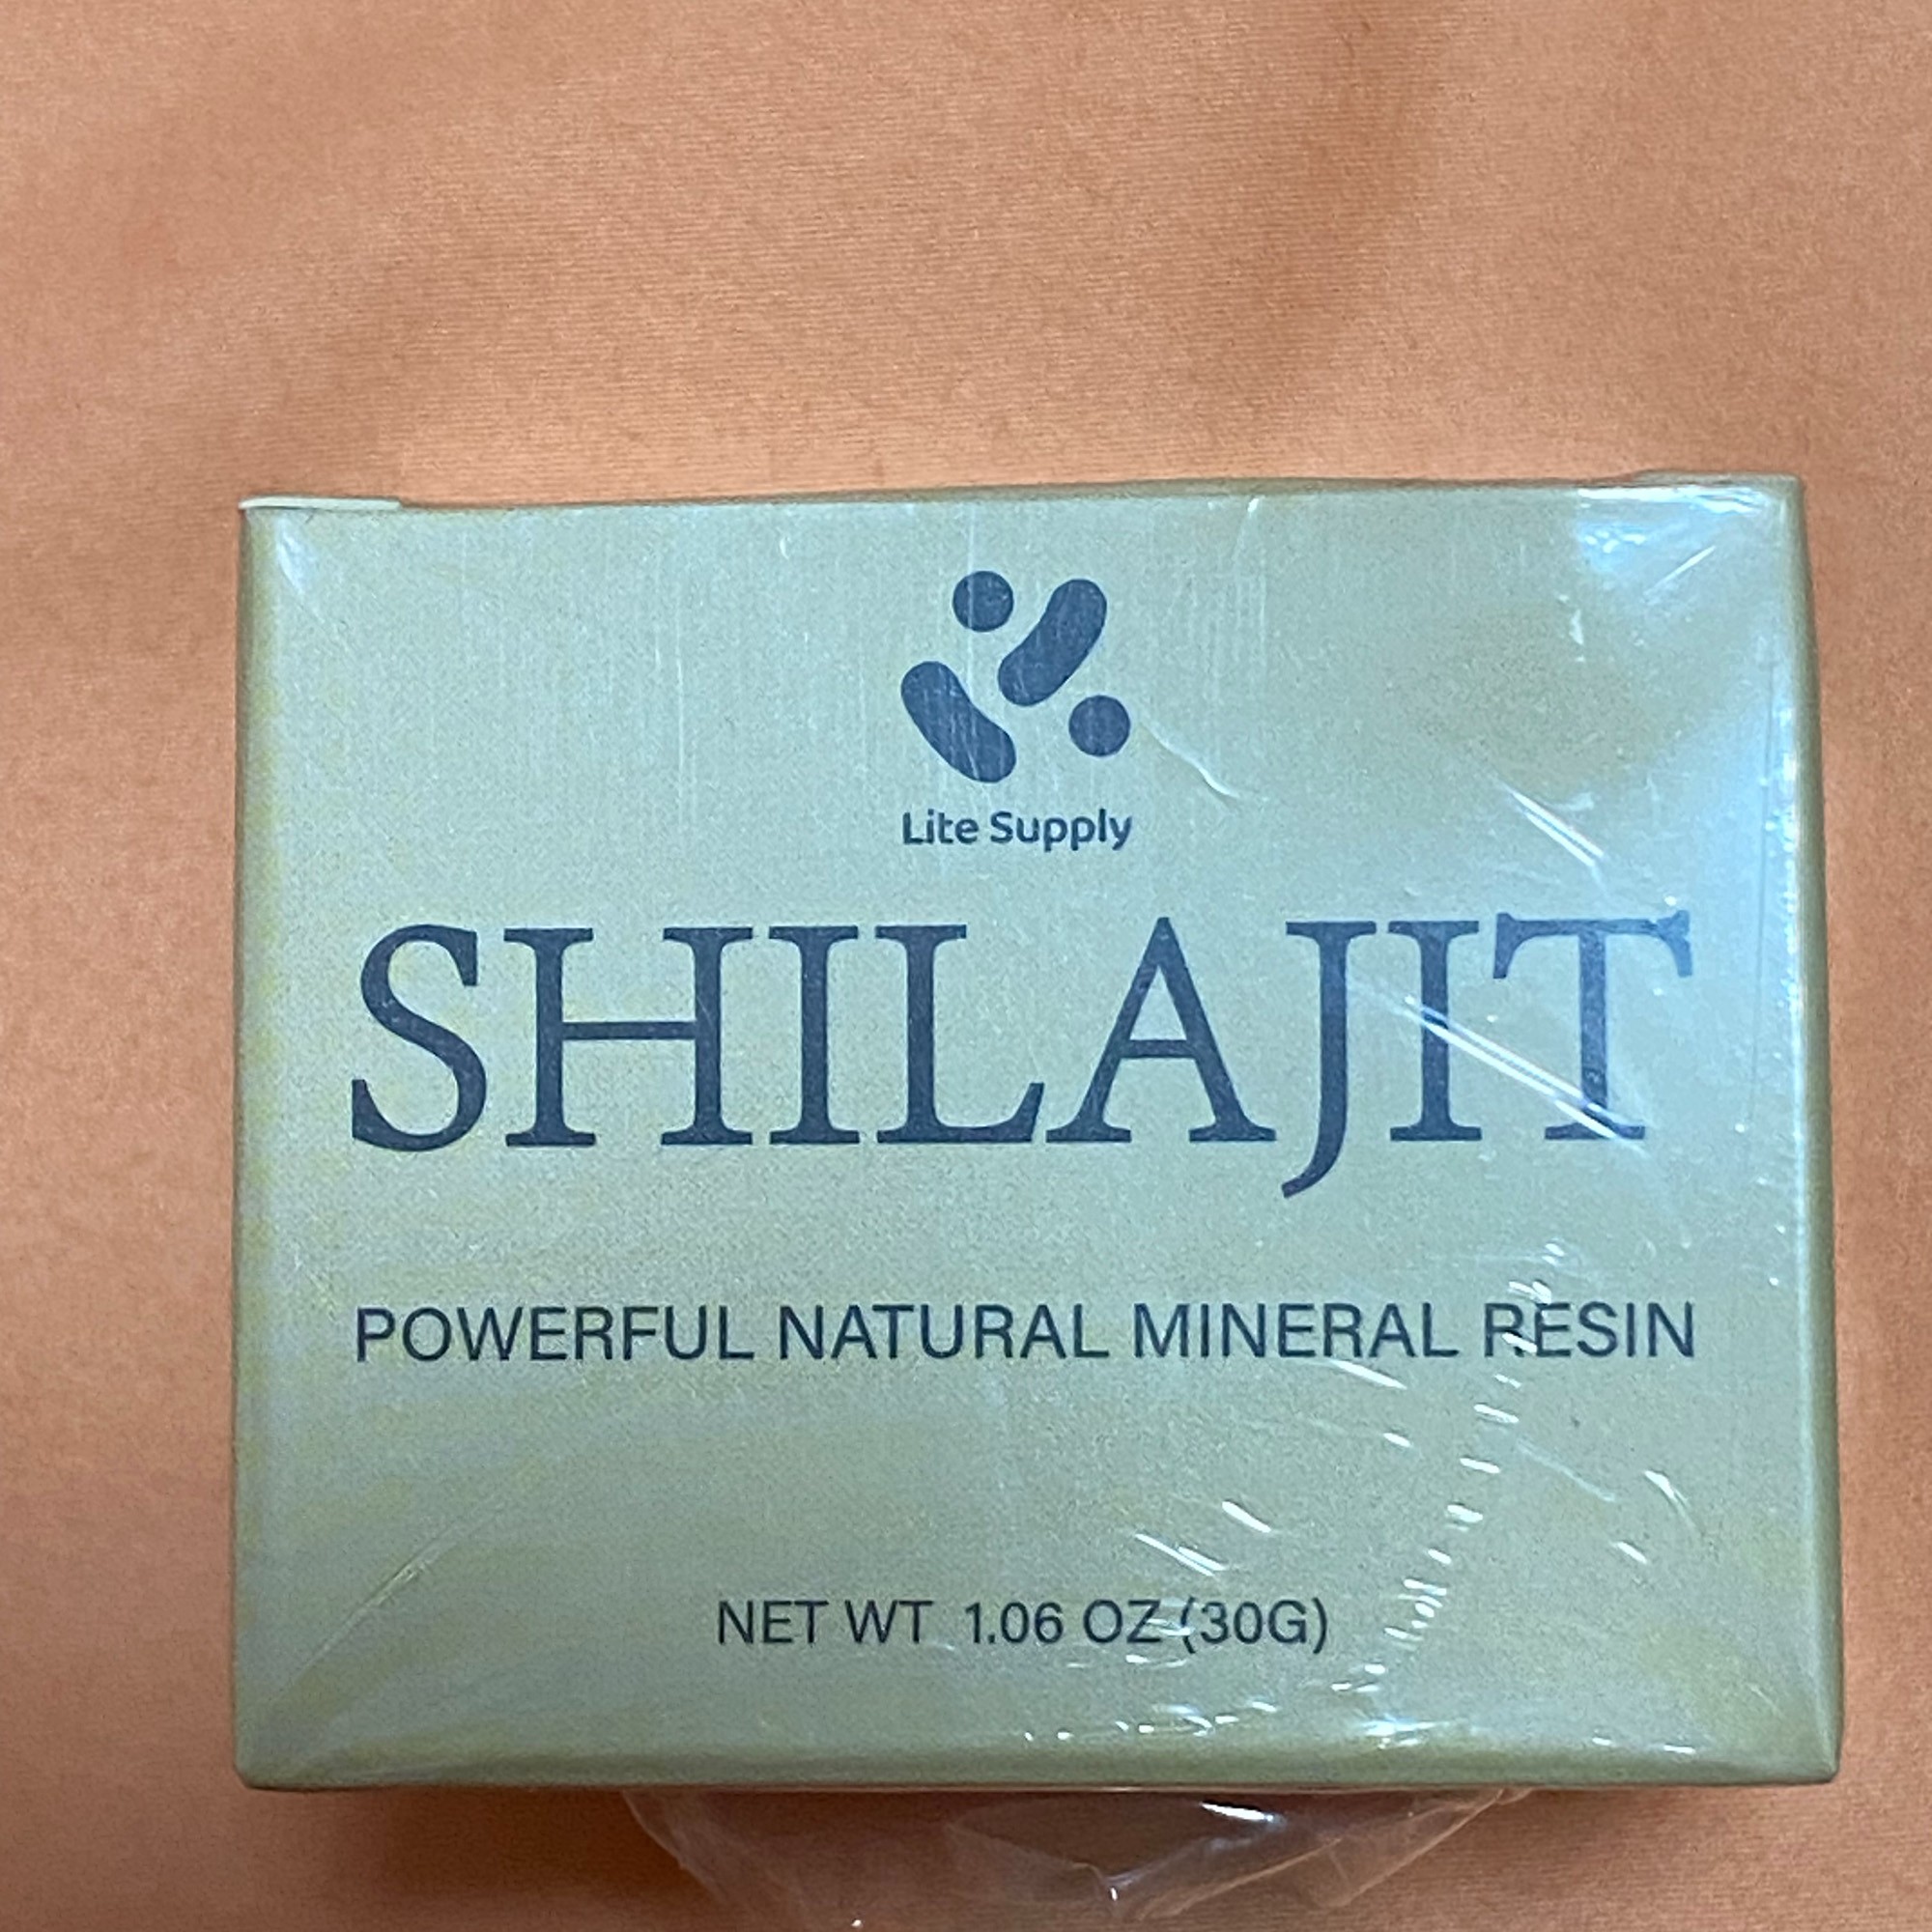 Lite Supply
SHILAJIT
POWERFUL NATURAL MINERAL RESIN
NET WT 1.06 OZ (30G)